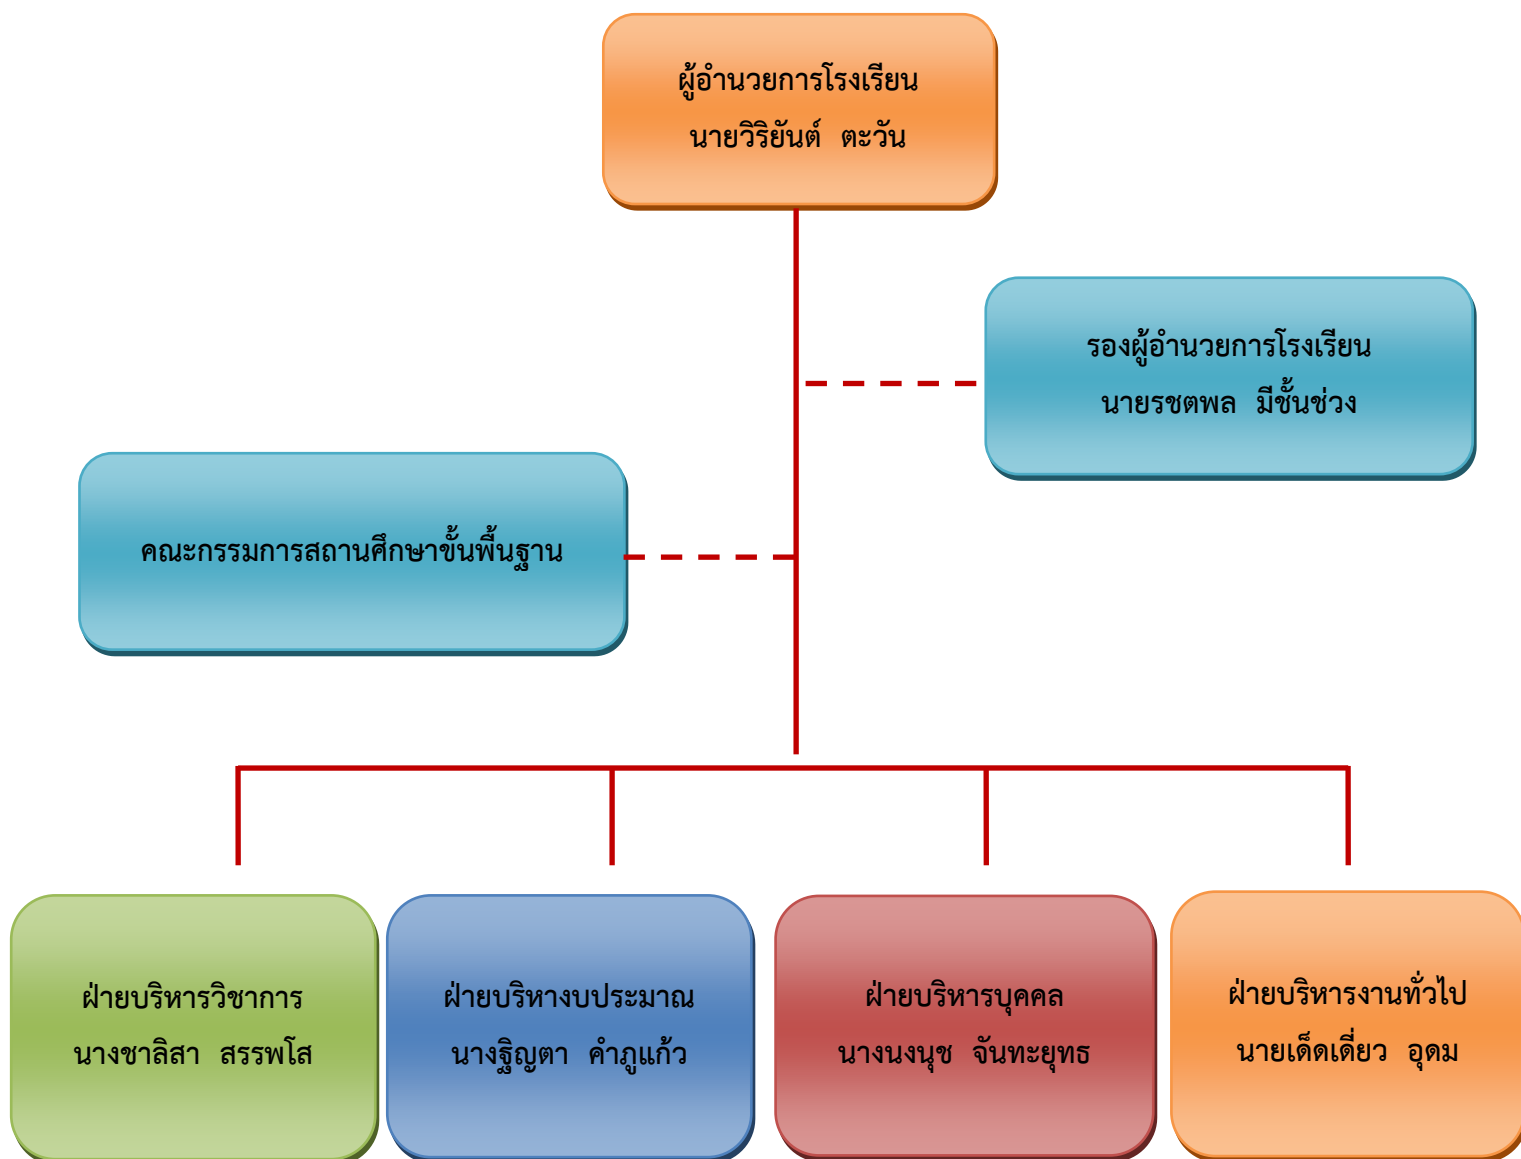 ผู้อำนวยการโรงเรียน
นายวิริยันต์ ตะวัน
รองผู้อำนวยการโรงเรียน
นายรชตพล มีชั้นช่วง
คณะกรรมการสถานศึกษาขั้นพื้นฐาน
ฝ่ายบริหารวิชาการ
นางชาลิสา สรรพโส
ฝ่ายบริหางบประมาณ
นางฐิญตา คำภูแก้ว
ฝ่ายบริหารบุคคล
นางนงนุช จันทะยุทธ
ฝ่ายบริหารงานทั่วไป
นายเด็ดเดี่ยว อุดม